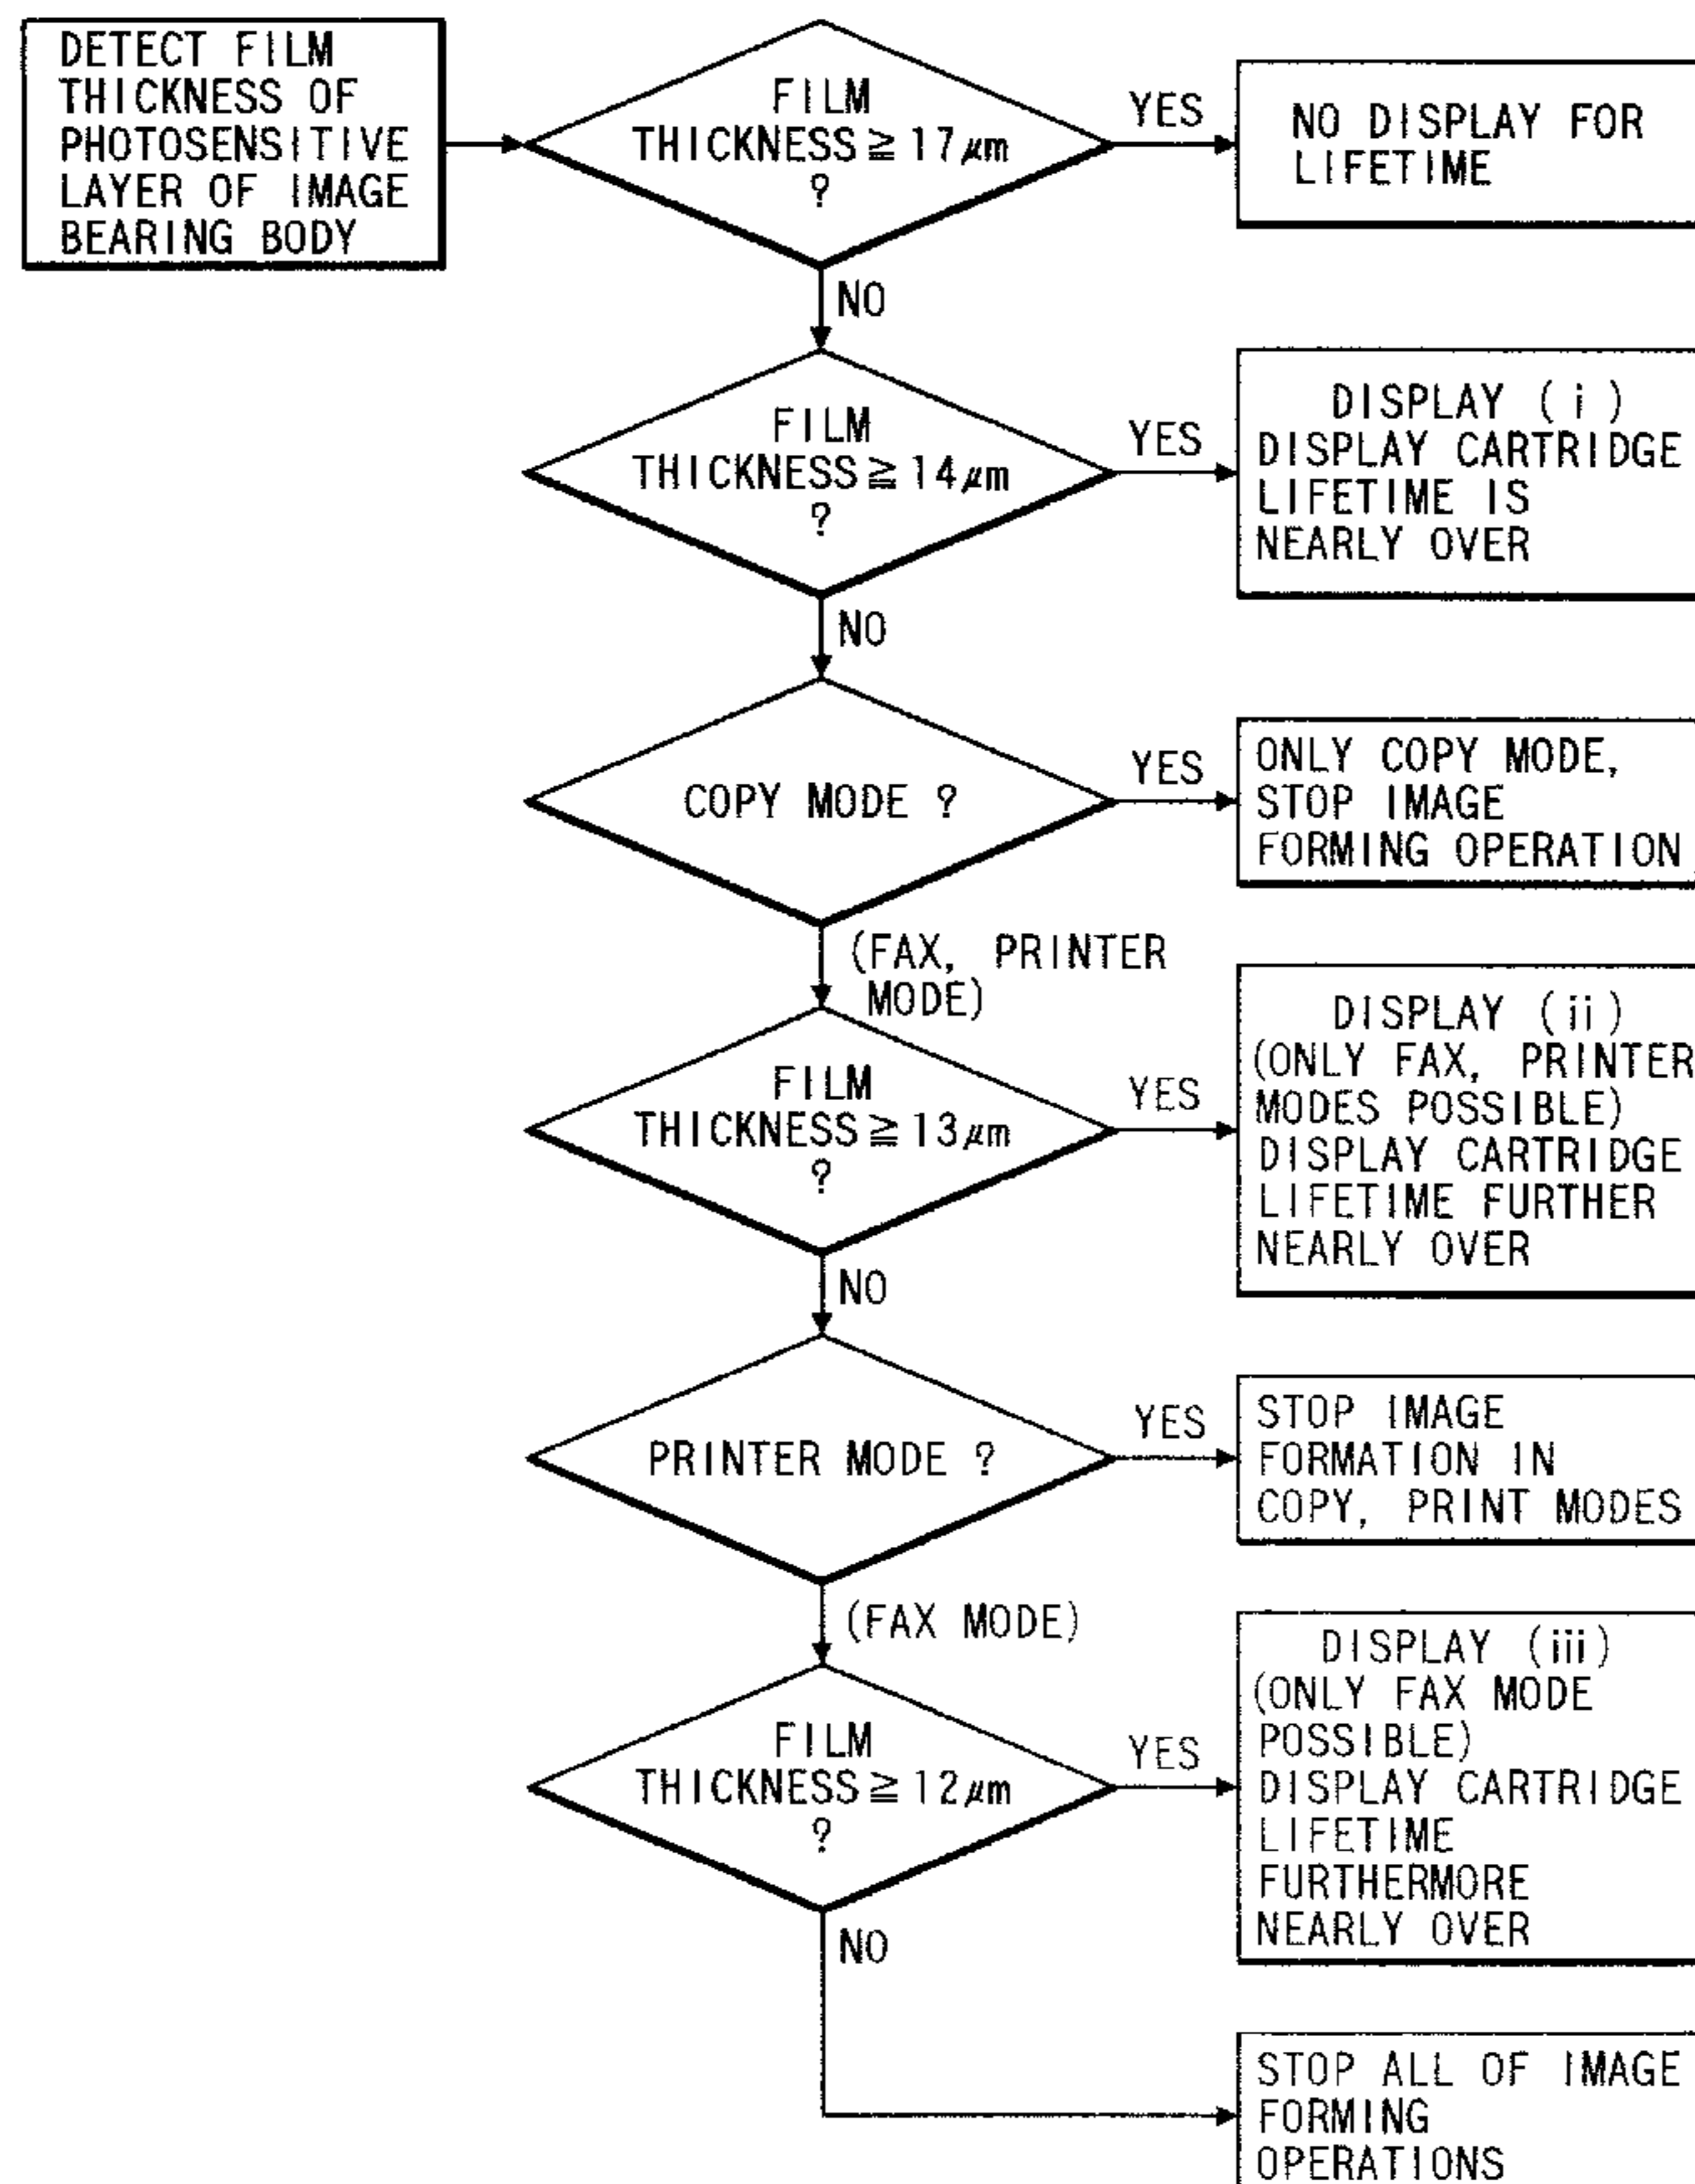 DETECT FILM
THICKNESS OF
PHOTOSENSITIVE
LAYER OF IMAGE
BEARING BODY
FILM
THICKNESS ≧ 17μm
?
YES
NO DISPLAY FOR
LIFETIME
NO
FILM
THICKNESS ≧ 14μm
?
YES
DISPLAY (i)
DISPLAY CARTRIDGE
LIFETIME IS
NEARLY OVER
NO
COPY MODE ?
YES
ONLY COPY MODE,
STOP IMAGE
FORMING OPERATION
(FAX, PRINTER
MODE)
FILM
THICKNESS ≧ 13μm
?
YES
DISPLAY (ii)
(ONLY FAX, PRINTER
MODES POSSIBLE)
DISPLAY CARTRIDGE
LIFETIME FURTHER
NEARLY OVER
NO
PRINTER MODE ?
YES
STOP IMAGE
FORMATION IN
COPY, PRINT MODES
(FAX MODE)
FILM
THICKNESS ≧ 12μm
?
YES
DISPLAY (iii)
(ONLY FAX MODE
POSSIBLE)
DISPLAY CARTRIDGE
LIFETIME
FURTHERMORE
NEARLY OVER
NO
STOP ALL OF IMAGE
FORMING
OPERATIONS